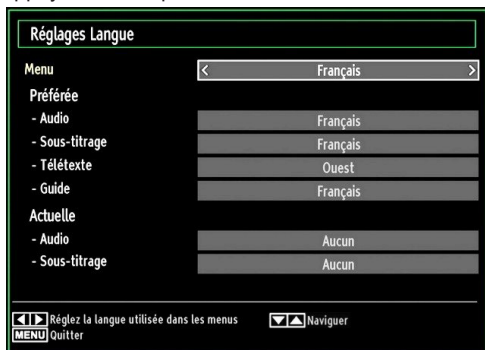 Réglages Langue
Menu < Français >
Préférée
- Audio Français
- Sous-titrage Français
- Télétexte Ouest
- Guide Français
Actuelle
- Audio Aucun
- Sous-titrage Aucun
Réglez la langue utilisée dans les menus Naviguer
MENU Quitter